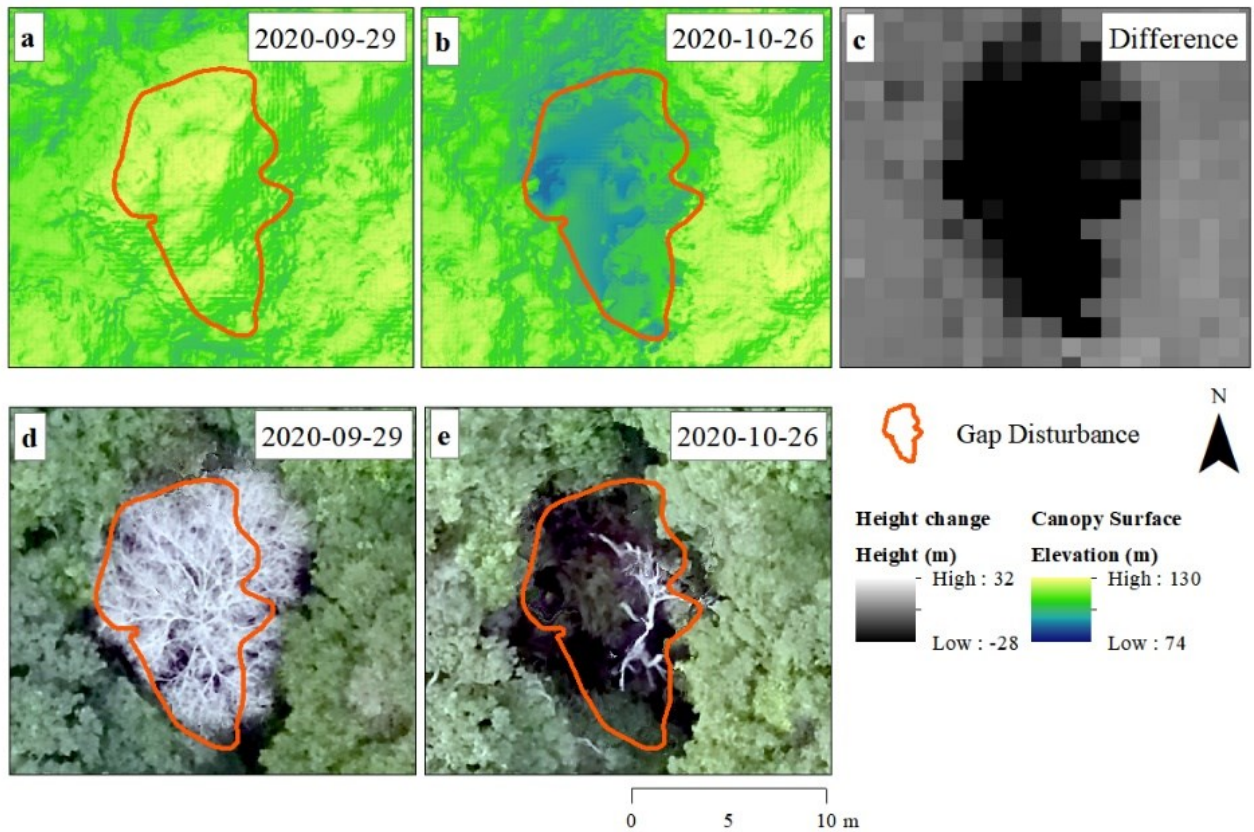 a
2020-09-29
b
2020-10-26
c
Difference
d
2020-09-29
e
2020-10-26
Gap Disturbance
N
Height change
Height (m)
High : 32
Low : -28
Canopy Surface
Elevation (m)
High : 130
Low : 74
0 5 10 m